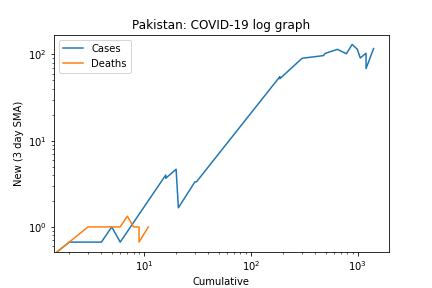 Pakistan: COVID-19 log graph
Cases
Deaths
New (3 day SMA)
10²
10¹
10⁰
10¹
10²
10³
Cumulative